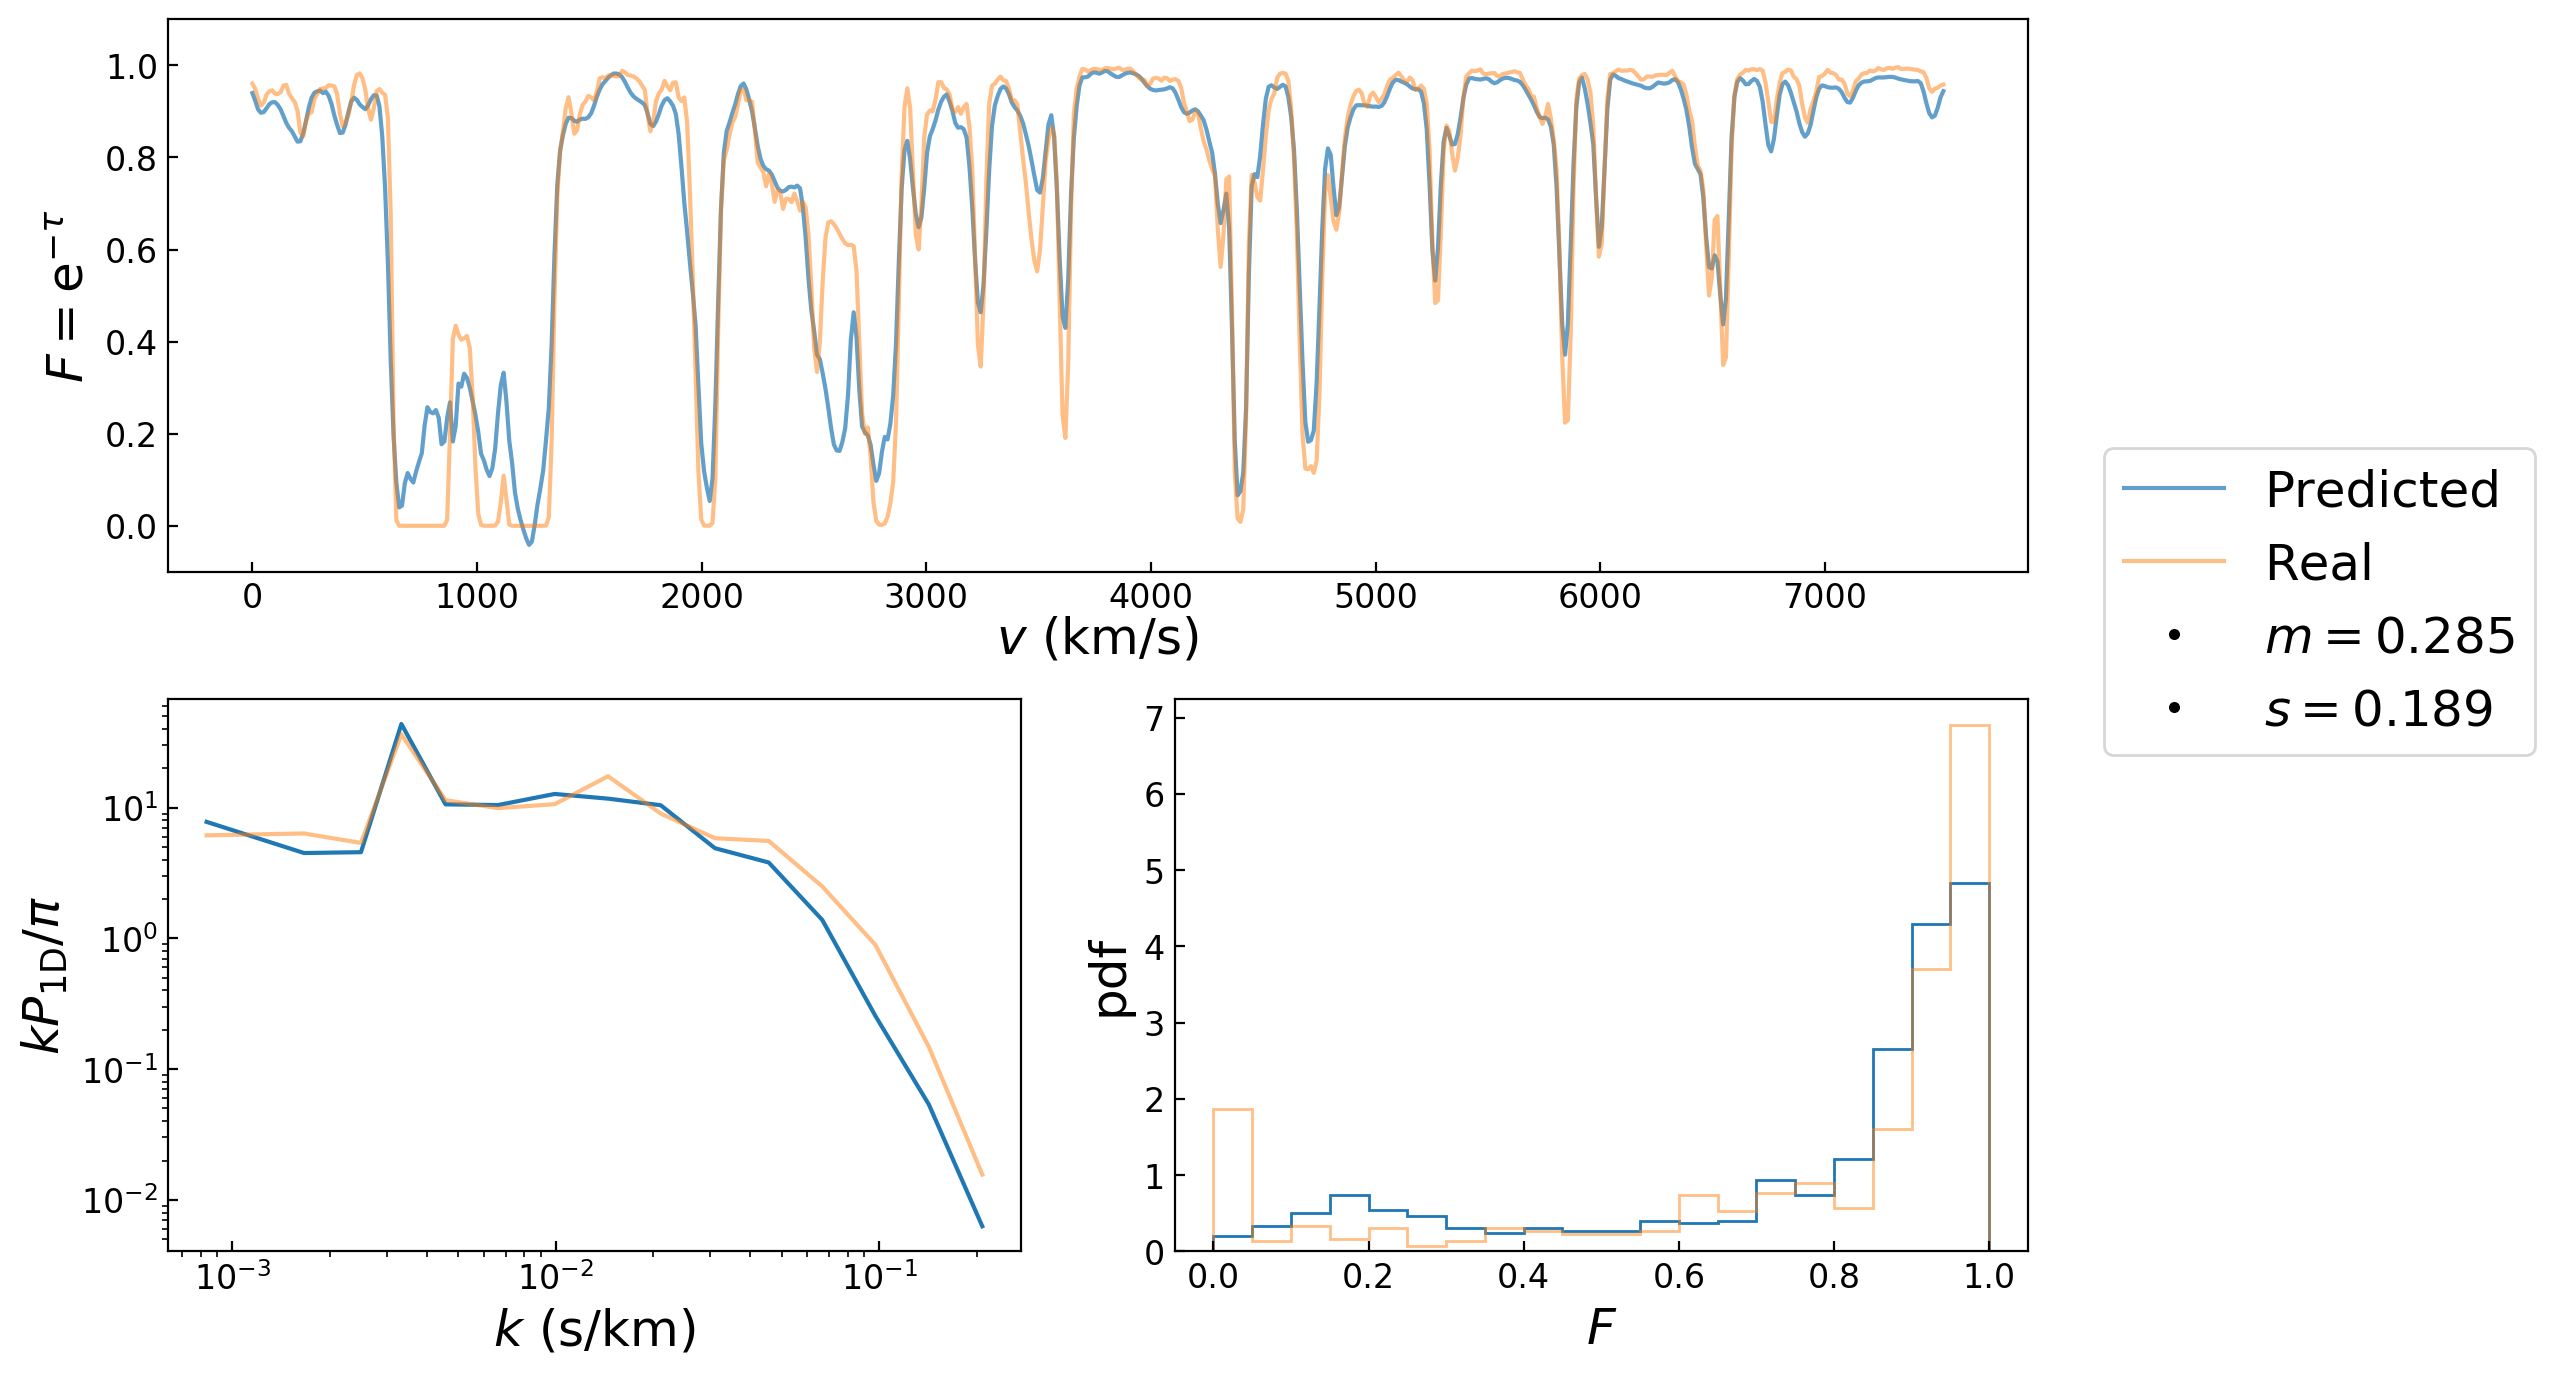 F = e^{-τ}
1.0
0.8
0.6
0.4
0.2
0.0
0 1000 2000 3000 4000 5000 6000 7000
v (km/s)
Predicted
Real
m = 0.285
s = 0.189
kP_{1D}/π
10^1
10^0
10^{-1}
10^{-2}
10^{-3} 10^{-2} 10^{-1}
k (s/km)
pdf
7
6
5
4
3
2
1
0
0.0 0.2 0.4 0.6 0.8 1.0
F